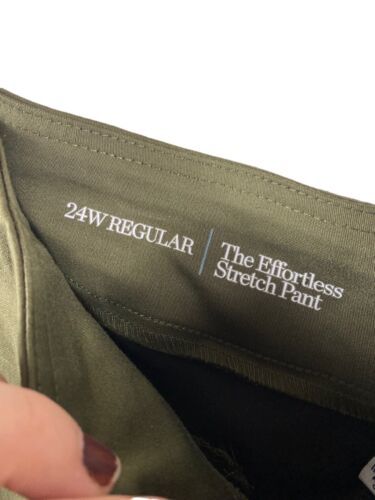 24W REGULAR
The Effortless
Stretch Pant